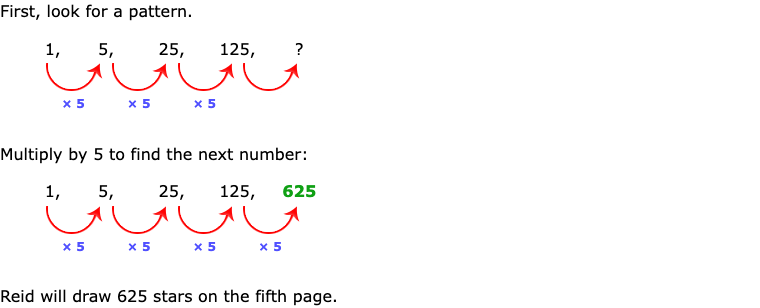 First, look for a pattern.
1, 5, 25, 125, ?
× 5 × 5 × 5
Multiply by 5 to find the next number:
1, 5, 25, 125, 625
× 5 × 5 × 5 × 5
Reid will draw 625 stars on the fifth page.